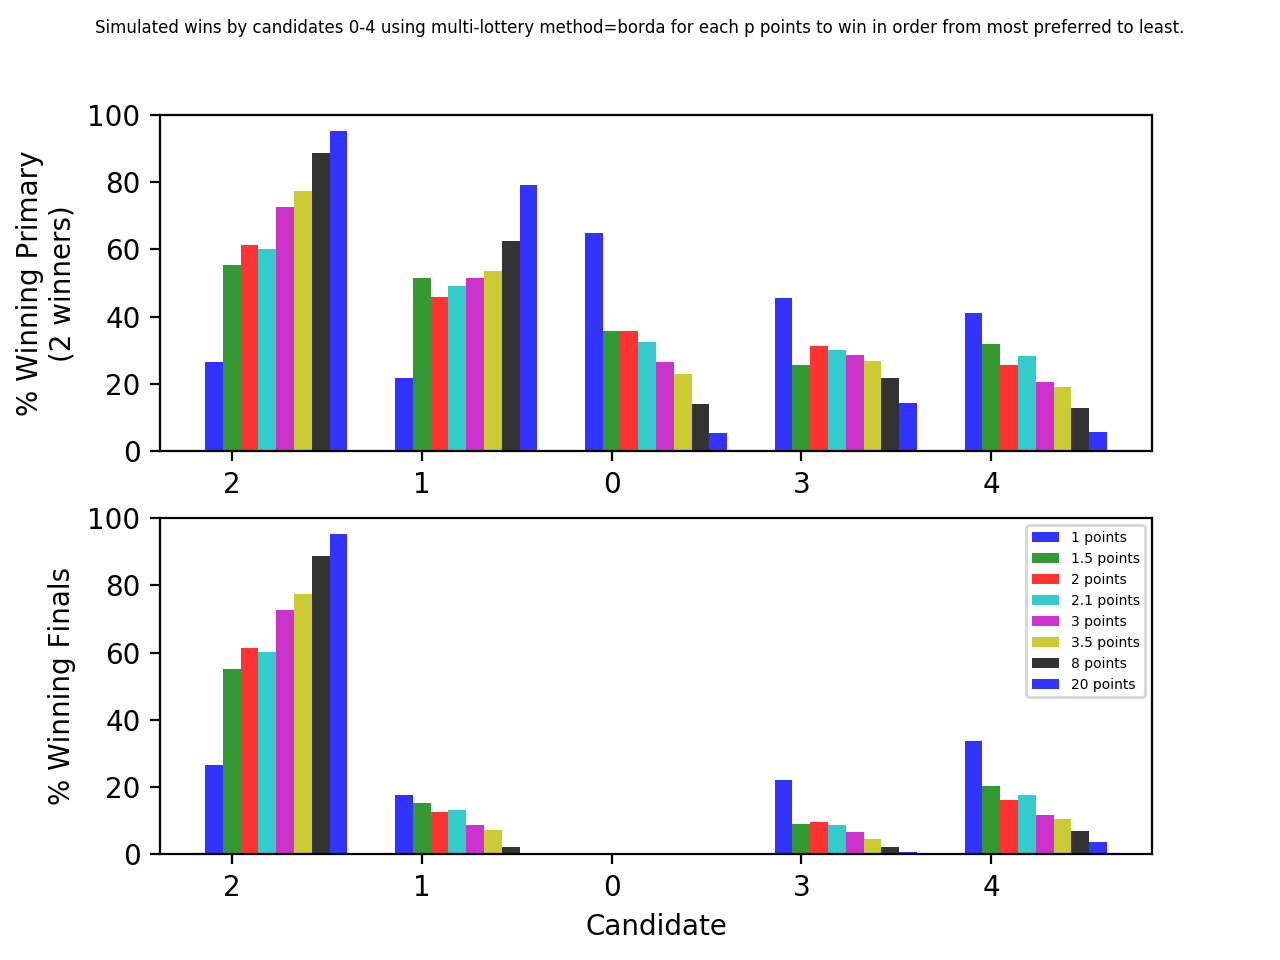 Simulated wins by candidates 0-4 using multi-lottery method=borda for each p points to win in order from most preferred to least.
% Winning Primary
(2 winners)
100
80
60
40
20
0
2 1 0 3 4
% Winning Finals
100
80
60
40
20
0
1 points
1.5 points
2 points
2.1 points
3 points
3.5 points
8 points
20 points
2 1 0 3 4
Candidate